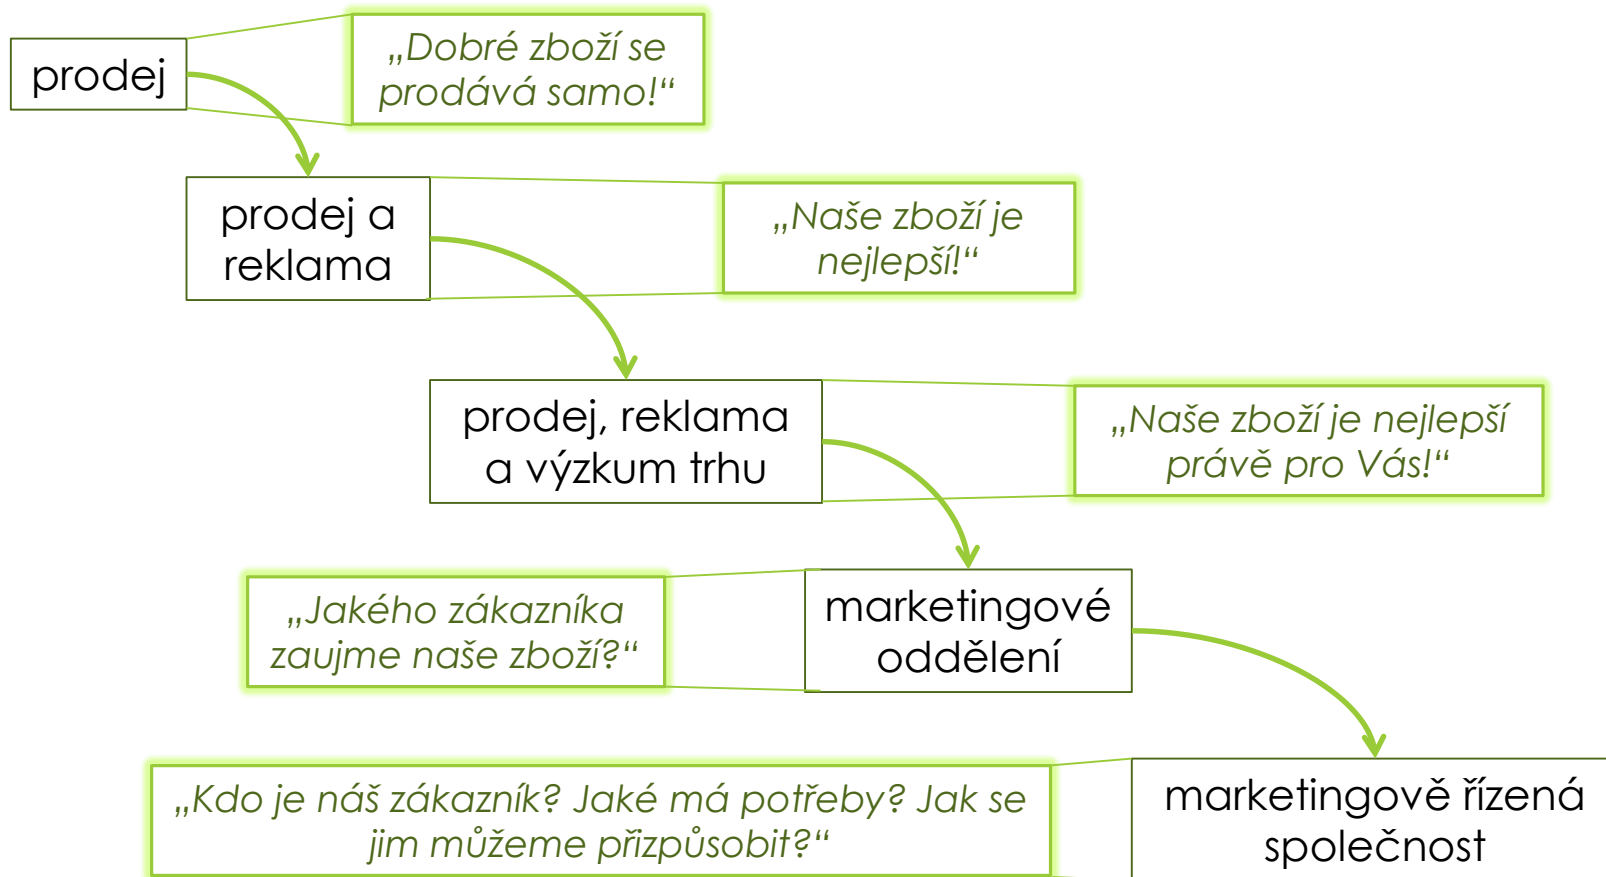 prodej
„Dobré zboží se
prodává samo!“
prodej a
reklama
„Naše zboží je
nejlepší!“
prodej, reklama
a výzkum trhu
„Naše zboží je nejlepší
právě pro Vás!“
„Jakého zákazníka
zaujme naše zboží?“
marketingové
oddělení
„Kdo je náš zákazník? Jaké má potřeby? Jak se
jim můžeme přizpůsobit?“
marketingově řízená
společnost